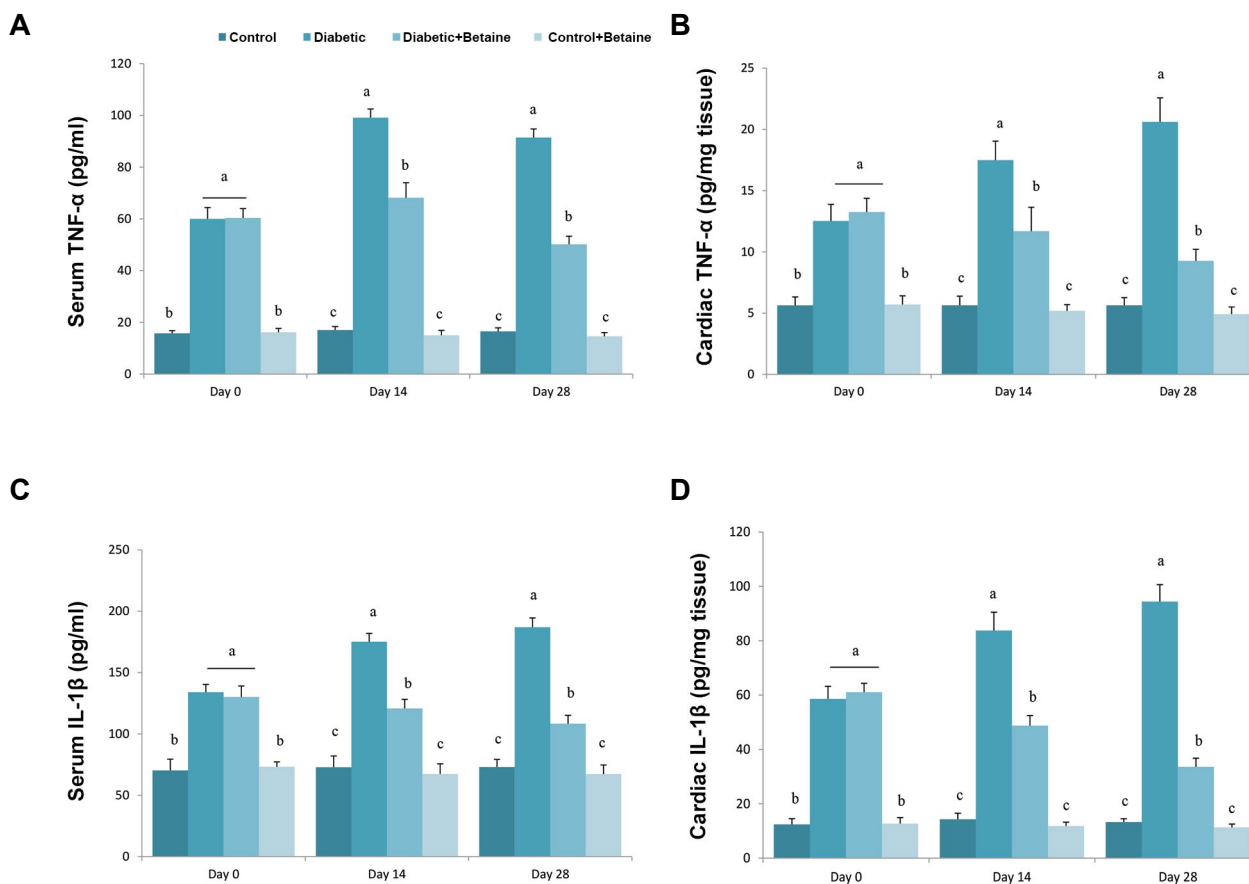 A
Control Diabetic Diabetic+Betaine Control+Betaine
Serum TNF-α (pg/ml)
120
100
80
60
40
20
0
b a b
c a b c
c a b c
Day 0 Day 14 Day 28
B
Cardiac TNF-α (pg/mg tissue)
25
20
15
10
5
0
b a b
c a b c
c a b c
Day 0 Day 14 Day 28
C
Serum IL-1β (pg/ml)
250
200
150
100
50
0
b a b
c a b c
c a b c
Day 0 Day 14 Day 28
D
Cardiac IL-1β (pg/mg tissue)
120
100
80
60
40
20
0
b a b
c a b c
c a b c
Day 0 Day 14 Day 28